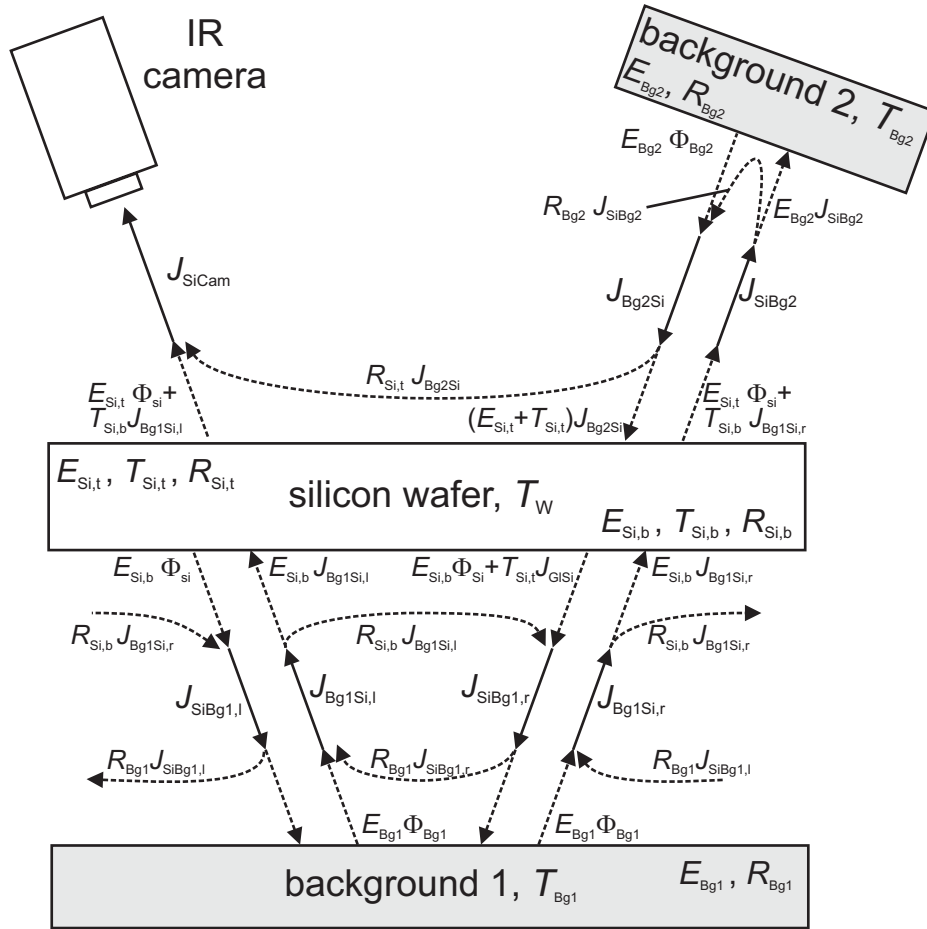 IR
camera
background 2, T_Bg2
E_Bg2, R_Bg2
E_Bg2 Φ_Bg2
R_Bg2 J_SiBg2
E_Bg2 J_SiBg2
J_SiCam
J_Bg2Si
J_SiBg2
R_Si,t J_Bg2Si
E_Si,t Φ_si+
T_Si,b J_Bg1Si,l
(E_Si,t+T_Si,t)J_Bg2Si
E_Si,t Φ_si+
T_Si,b J_Bg1Si,r
E_Si,t, T_Si,t, R_Si,t
silicon wafer, T_W
E_Si,b, T_Si,b, R_Si,b
E_Si,b Φ_si
E_Si,b J_Bg1Si,l
E_Si,b Φ_Si+T_Si,t J_GlSi
E_Si,b J_Bg1Si,r
R_Si,b J_Bg1Si,r
R_Si,b J_Bg1Si,l
R_Si,b J_Bg1Si,r
J_SiBg1,l
J_Bg1Si,l
J_SiBg1,r
J_Bg1Si,r
R_Bg1 J_SiBg1,l
R_Bg1 J_SiBg1,r
R_Bg1 J_SiBg1,l
E_Bg1 Φ_Bg1
E_Bg1 Φ_Bg1
background 1, T_Bg1
E_Bg1, R_Bg1